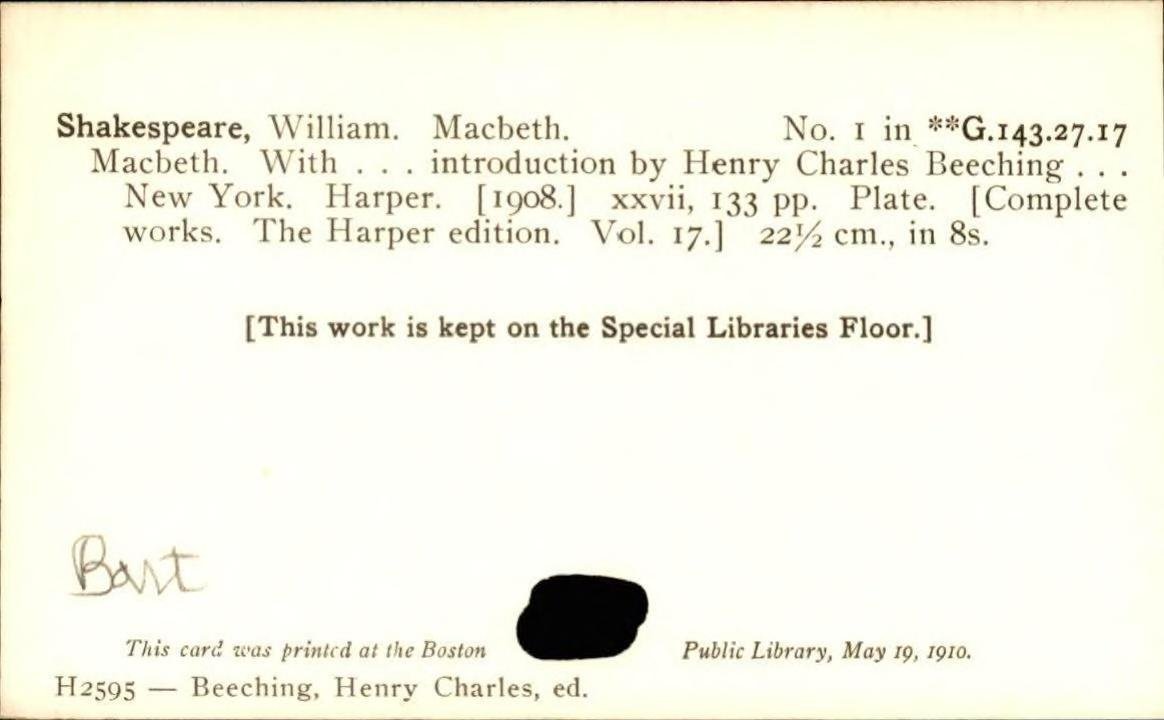 Shakespeare, William. Macbeth. No. 1 in **G.143.27.17
Macbeth. With . . . introduction by Henry Charles Beeching . . .
New York. Harper. [1908.] xxvii, 133 pp. Plate. [Complete
works. The Harper edition. Vol. 17.] 22½ cm., in 8s.
[This work is kept on the Special Libraries Floor.]
Bart
This card was printed at the Boston Public Library, May 19, 1910.
H2595 — Beeching, Henry Charles, ed.